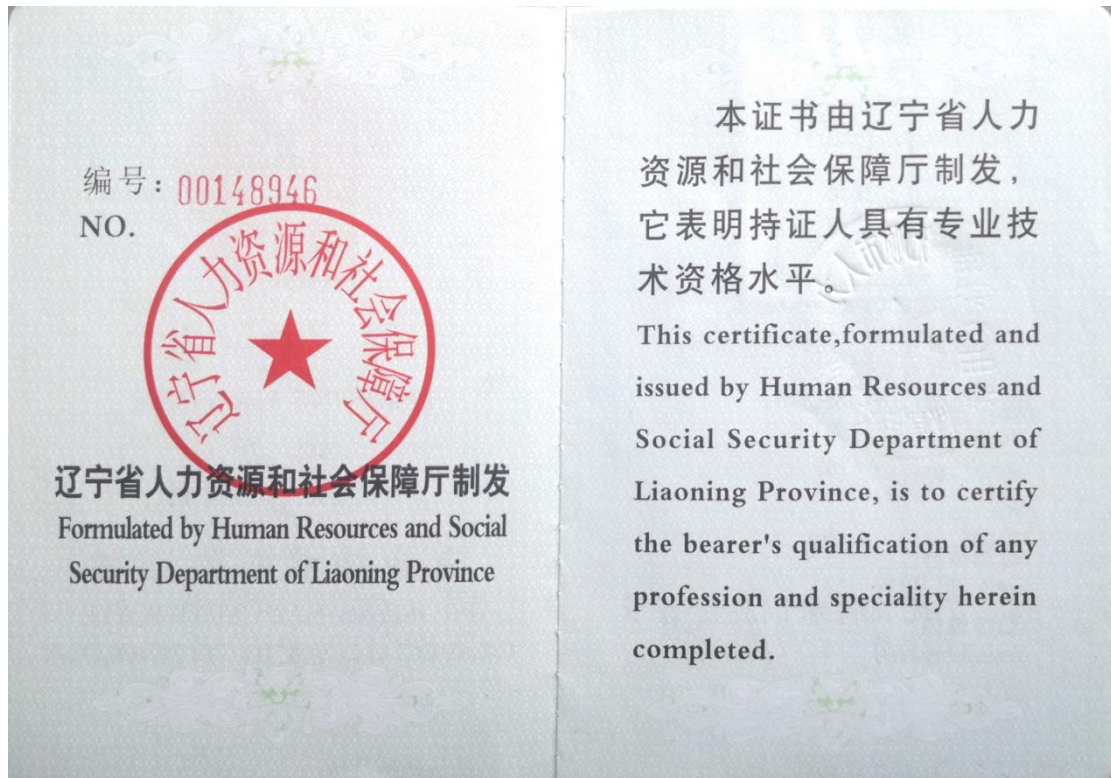 编号：00148946
NO.
辽宁省人力资源和社会保障厅
辽宁省人力资源和社会保障厅制发
Formulated by Human Resources and Social
Security Department of Liaoning Province
本证书由辽宁省人力
资源和社会保障厅制发，
它表明持证人具有专业技
术资格水平。
This certificate,formulated and
issued by Human Resources and
Social Security Department of
Liaoning Province, is to certify
the bearer's qualification of any
profession and speciality herein
completed.